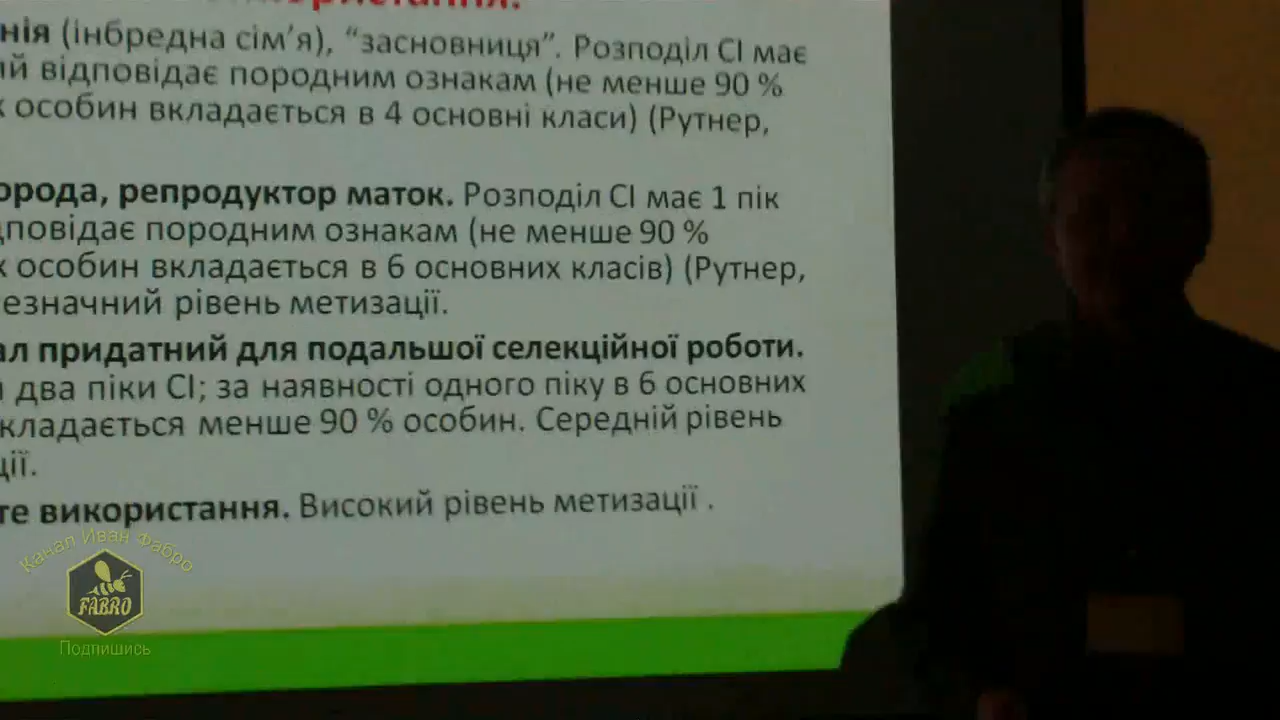 нія (інбредна сім’я), “засновниця”. Розподіл СІ має
ий відповідає породним ознакам (не менше 90 %
х особин вкладається в 4 основні класи) (Рутнер,
орода, репродуктор маток. Розподіл СІ має 1 пік
дповідає породним ознакам (не менше 90 %
х особин вкладається в 6 основних класів) (Рутнер,
езначний рівень метизації.
ал придатний для подальшої селекційної роботи.
два піки СІ; за наявності одного піку в 6 основних
кладається менше 90 % особин. Середній рівень
ції.
те використання. Високий рівень метизації .
Канал Иван Фабро
FABRO
Подпишись